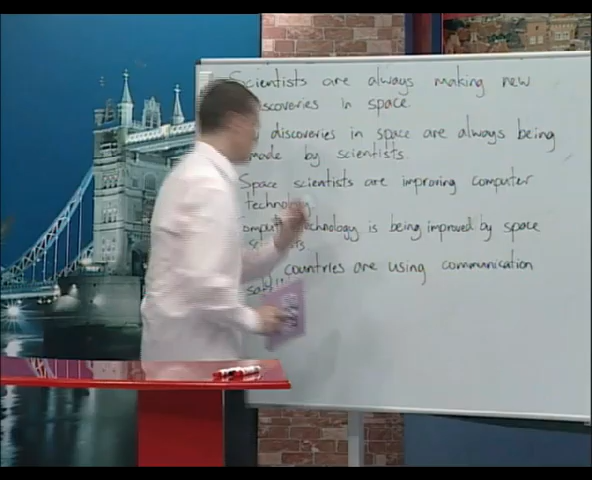 Scientists are always making new
discoveries in space
discoveries in space are always being
made by scientists
Space scientists are improving computer
technology
technology is being improved by space
countries are using communication